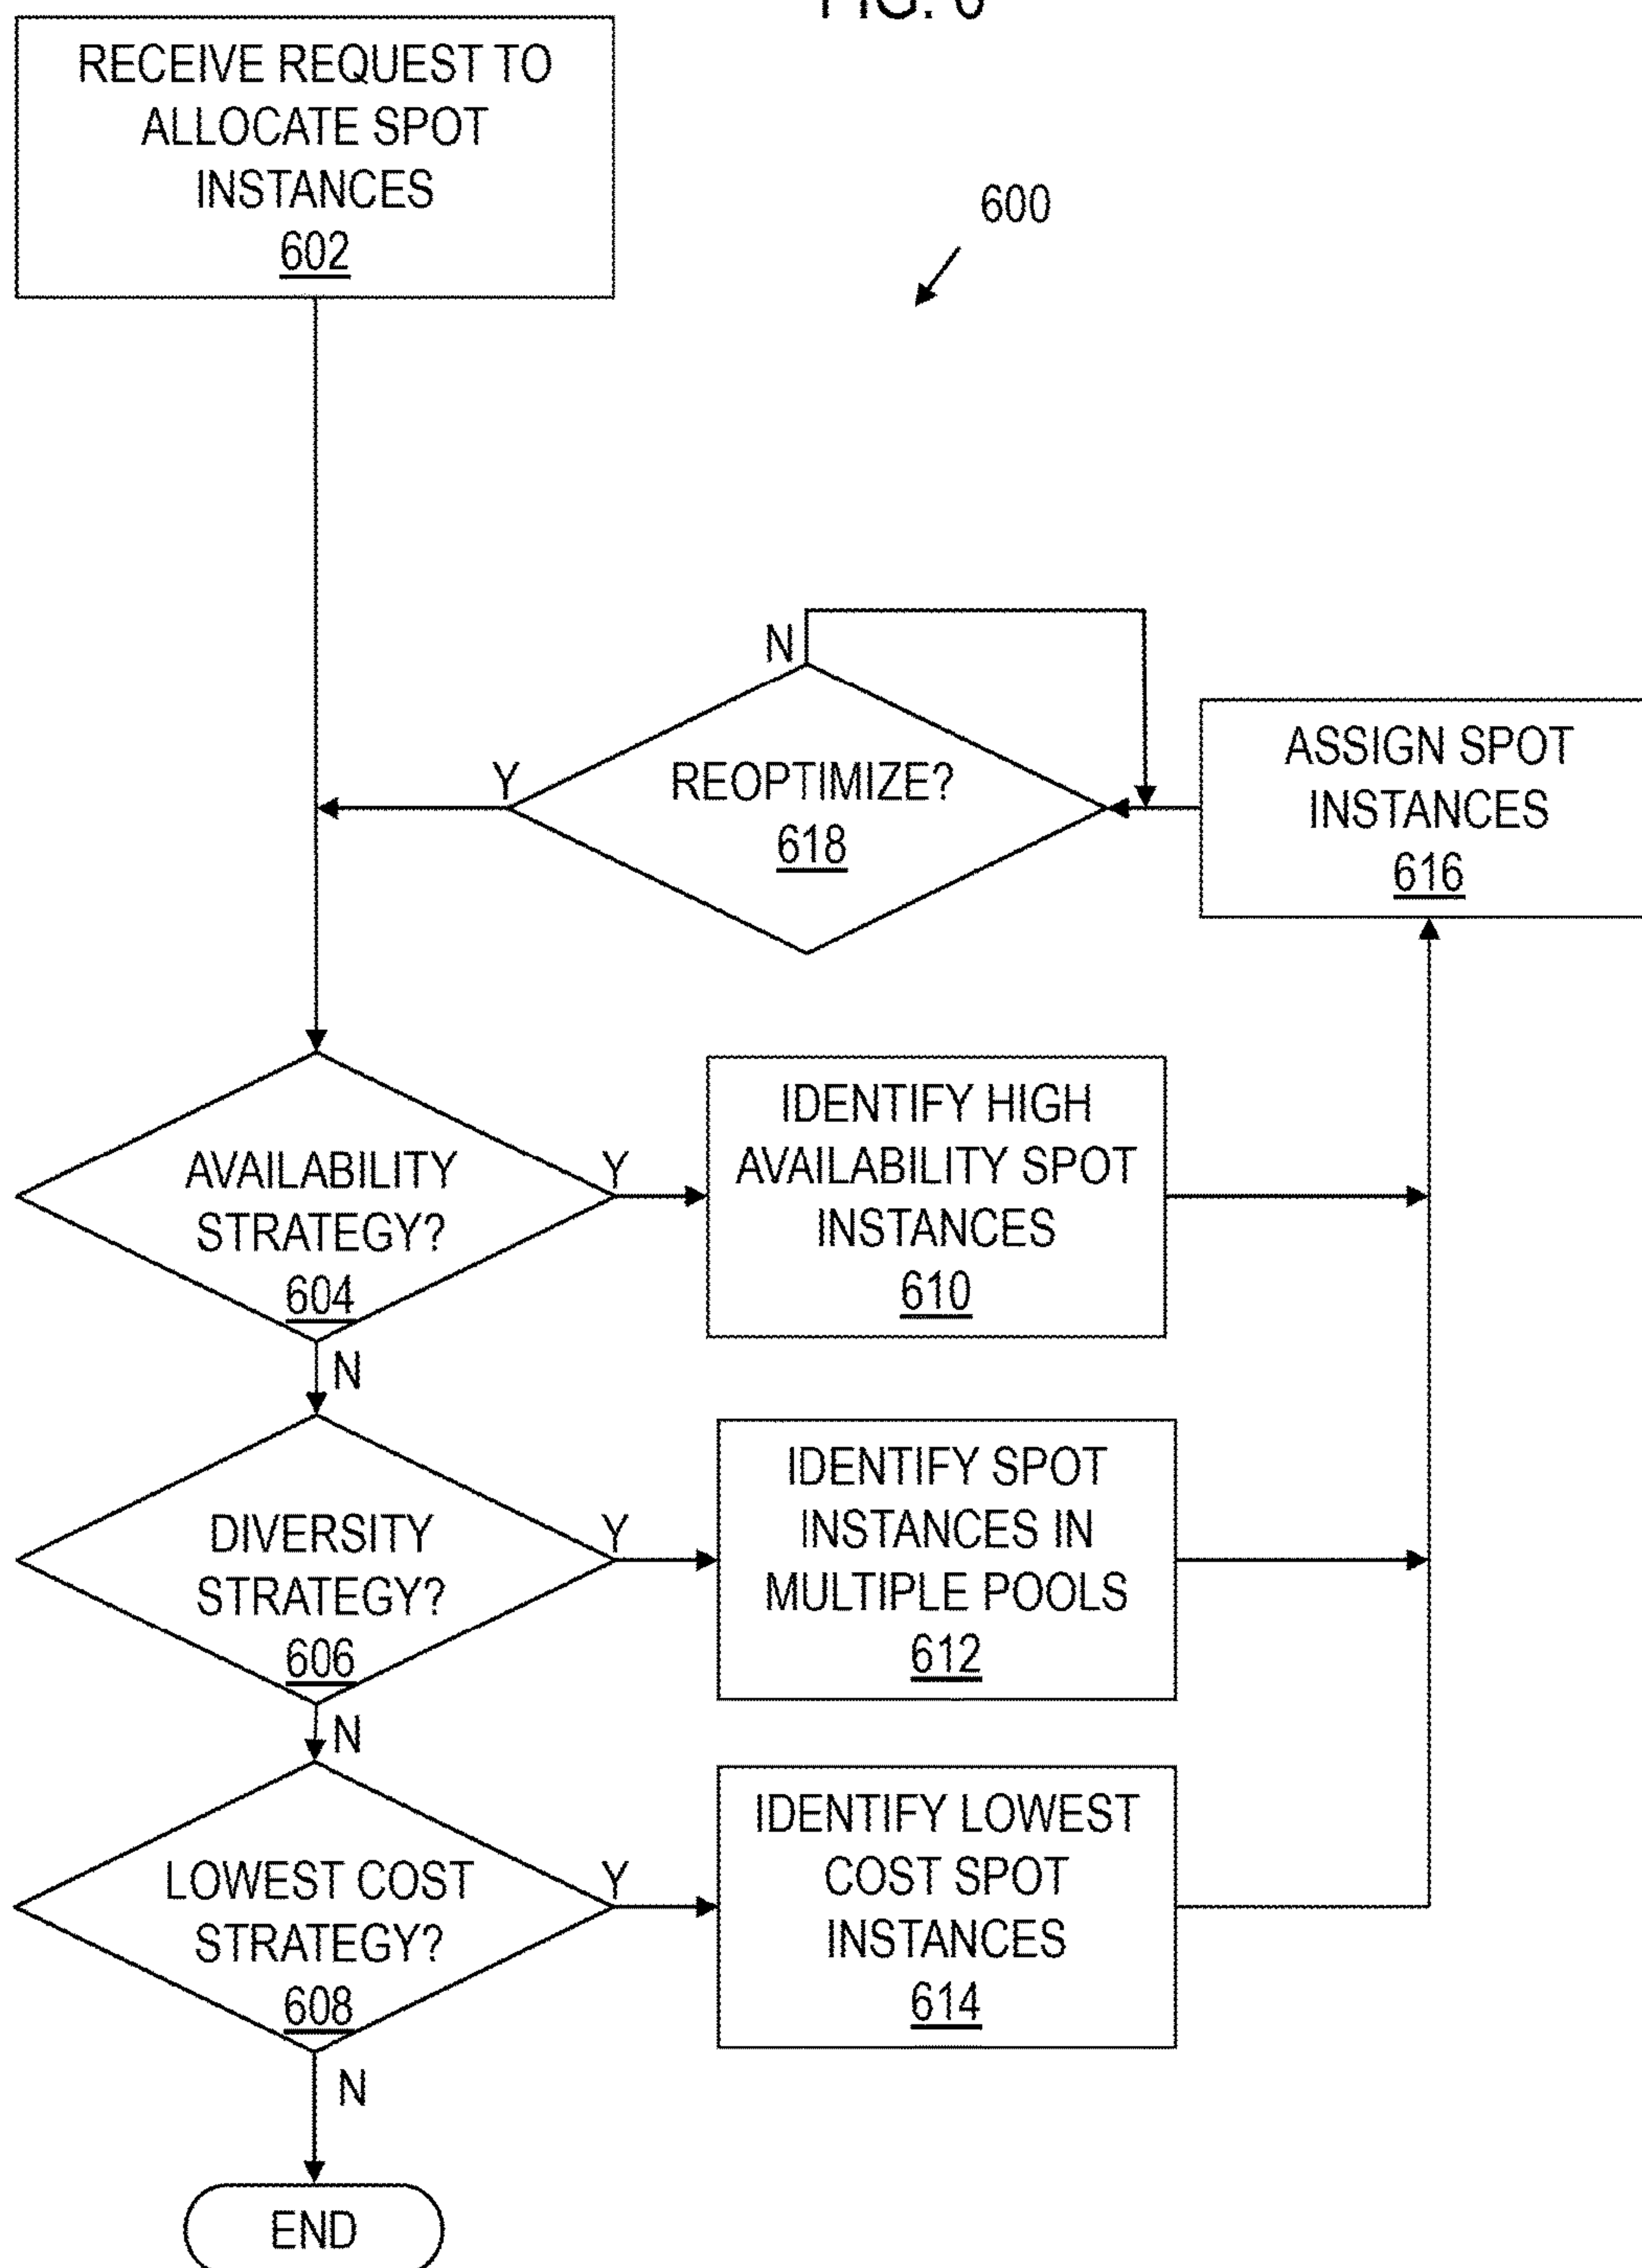 FIG. 6
RECEIVE REQUEST TO
ALLOCATE SPOT
INSTANCES
602
600
N
Y
REOPTIMIZE?
618
ASSIGN SPOT
INSTANCES
616
AVAILABILITY
STRATEGY?
604
Y
N
IDENTIFY HIGH
AVAILABILITY SPOT
INSTANCES
610
DIVERSITY
STRATEGY?
606
Y
N
IDENTIFY SPOT
INSTANCES IN
MULTIPLE POOLS
612
LOWEST COST
STRATEGY?
608
Y
N
IDENTIFY LOWEST
COST SPOT
INSTANCES
614
END